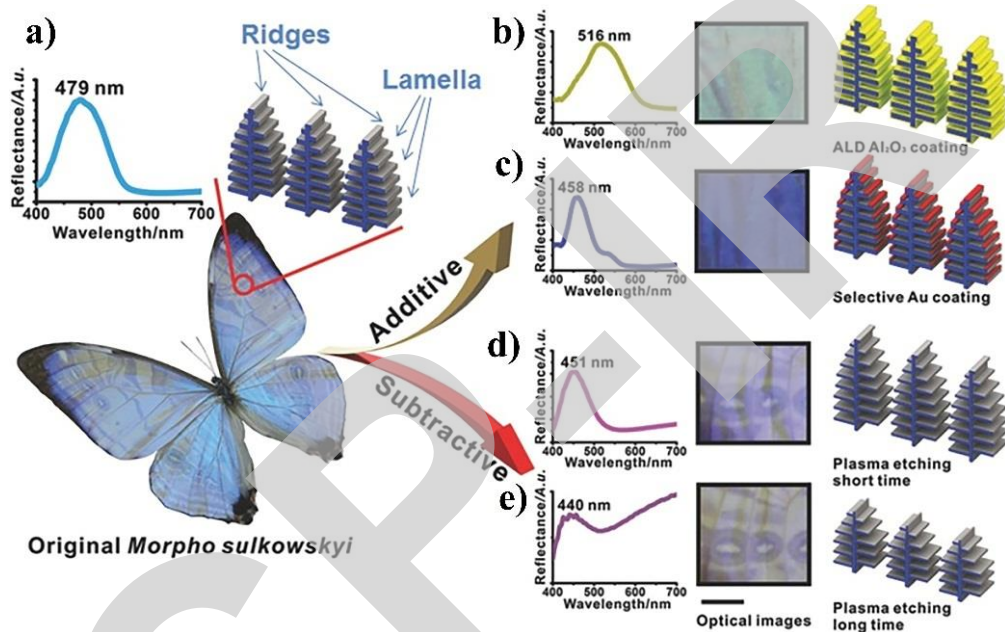 a)
Reflectance/A.u.
479 nm
400 500 600 700
Wavelength/nm
Ridges
Lamella
Original Morpho sulkowskyi
Additive
Subtractive
b)
Reflectance/A.u.
516 nm
400 500 600 700
Wavelength/nm
ALD Al₂O₃ coating
c)
Reflectance/A.u.
458 nm
400 500 600 700
Wavelength/nm
Selective Au coating
d)
Reflectance/A.u.
451 nm
400 500 600 700
Wavelength/nm
Plasma etching
short time
e)
Reflectance/A.u.
440 nm
400 500 600 700
Wavelength/nm
Optical images
Plasma etching
long time